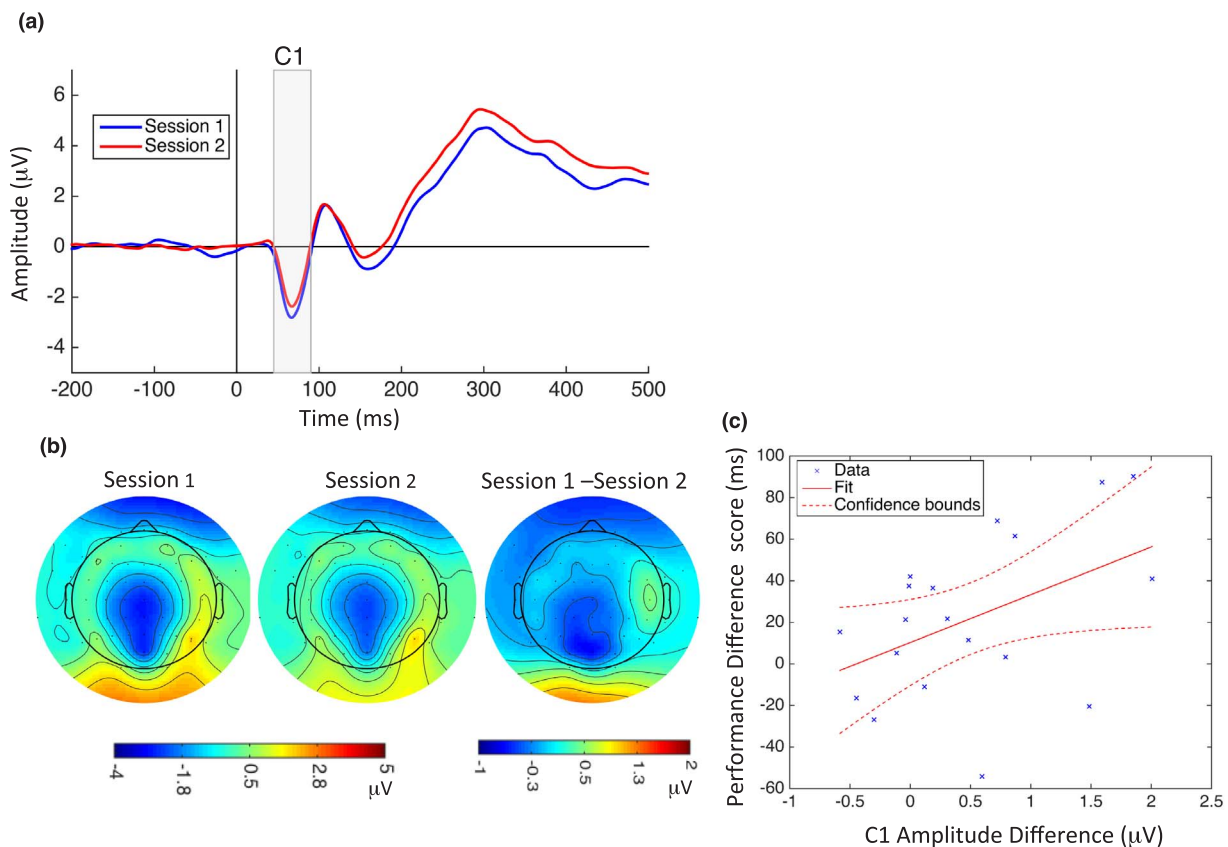 (a)
C1
6
4
2
0
-2
-4
Amplitude (μV)
Session 1
Session 2
-200 -100 0 100 200 300 400 500
Time (ms)
(b)
Session 1 Session 2 Session 1 –Session 2
-4 -1.8 0.5 2.8 5
μV
-1 -0.3 0.5 1.3 2
μV
(c)
100
80
60
40
20
0
-20
-40
-60
Performance Difference score (ms)
Data
Fit
Confidence bounds
-1 -0.5 0 0.5 1 1.5 2 2.5
C1 Amplitude Difference (μV)